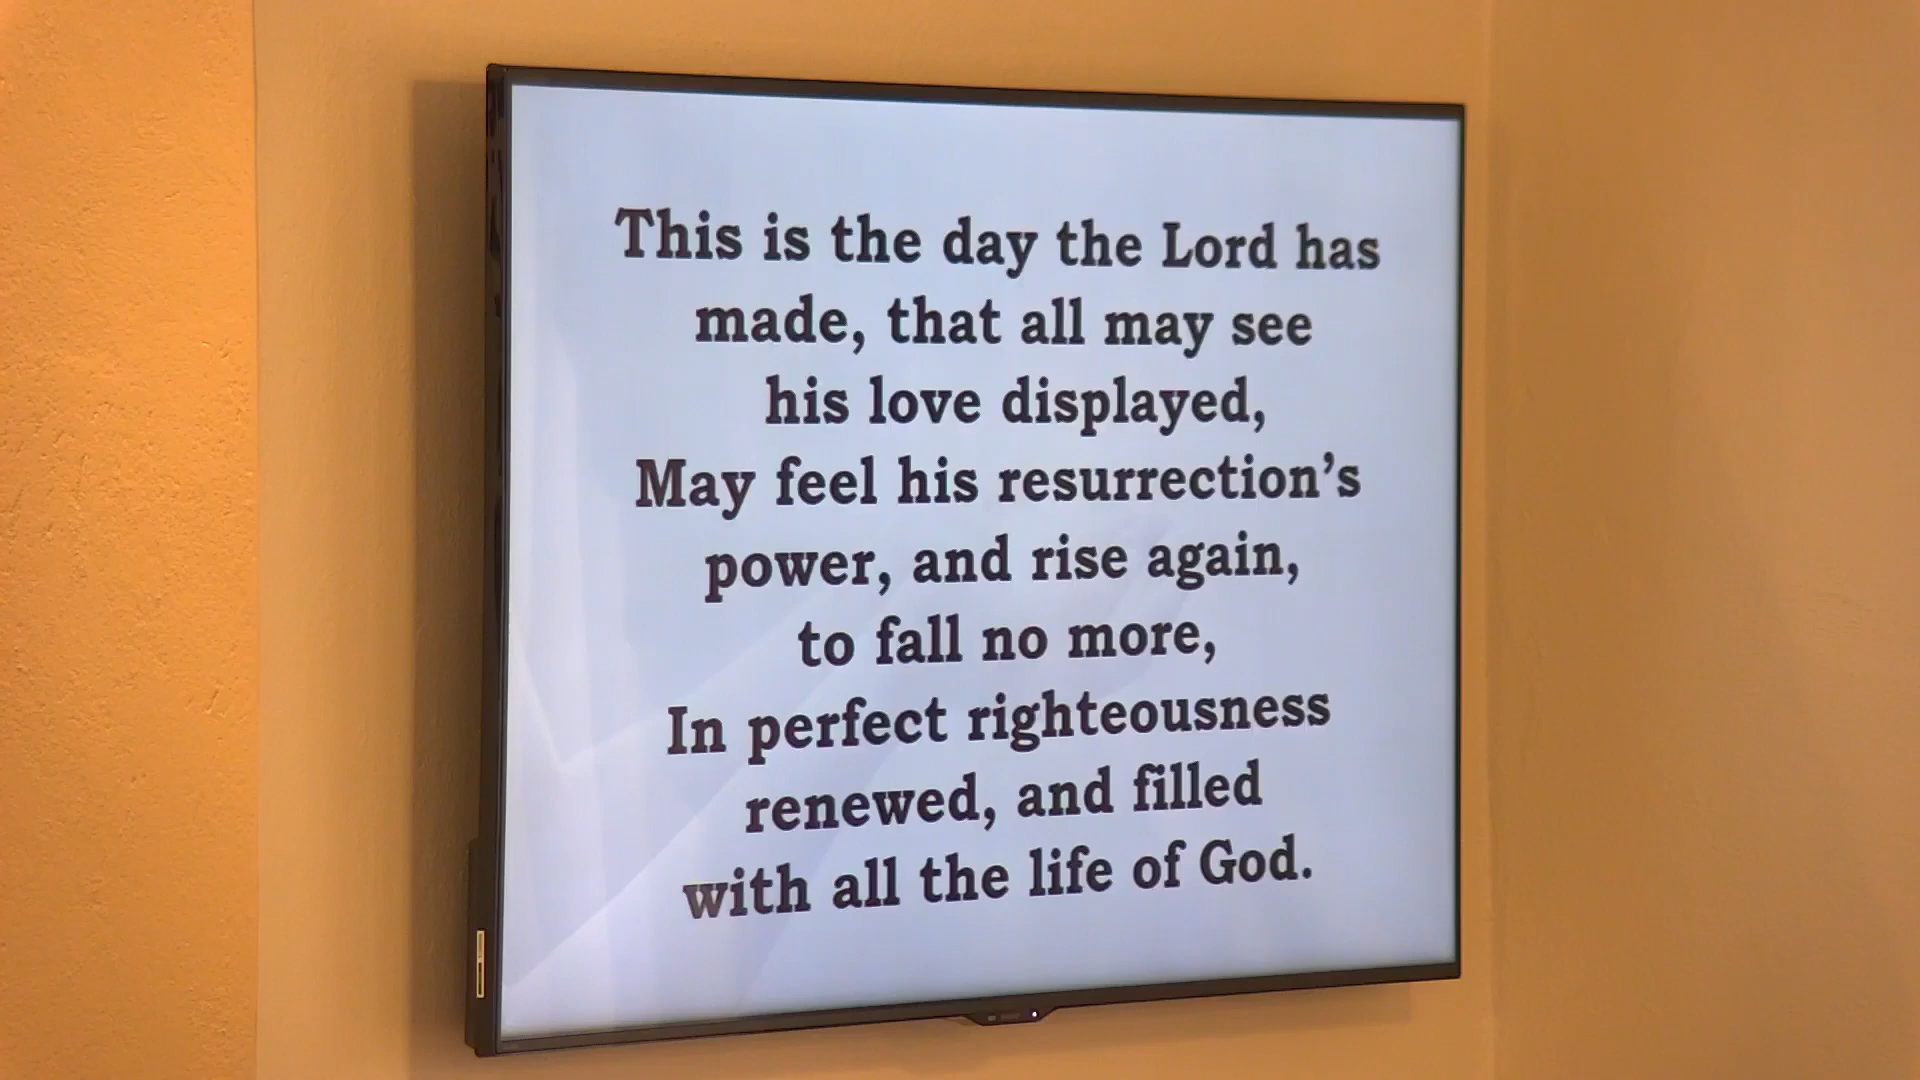 This is the day the Lord has
made, that all may see
his love displayed,
May feel his resurrection’s
power, and rise again,
to fall no more,
In perfect righteousness
renewed, and filled
with all the life of God.